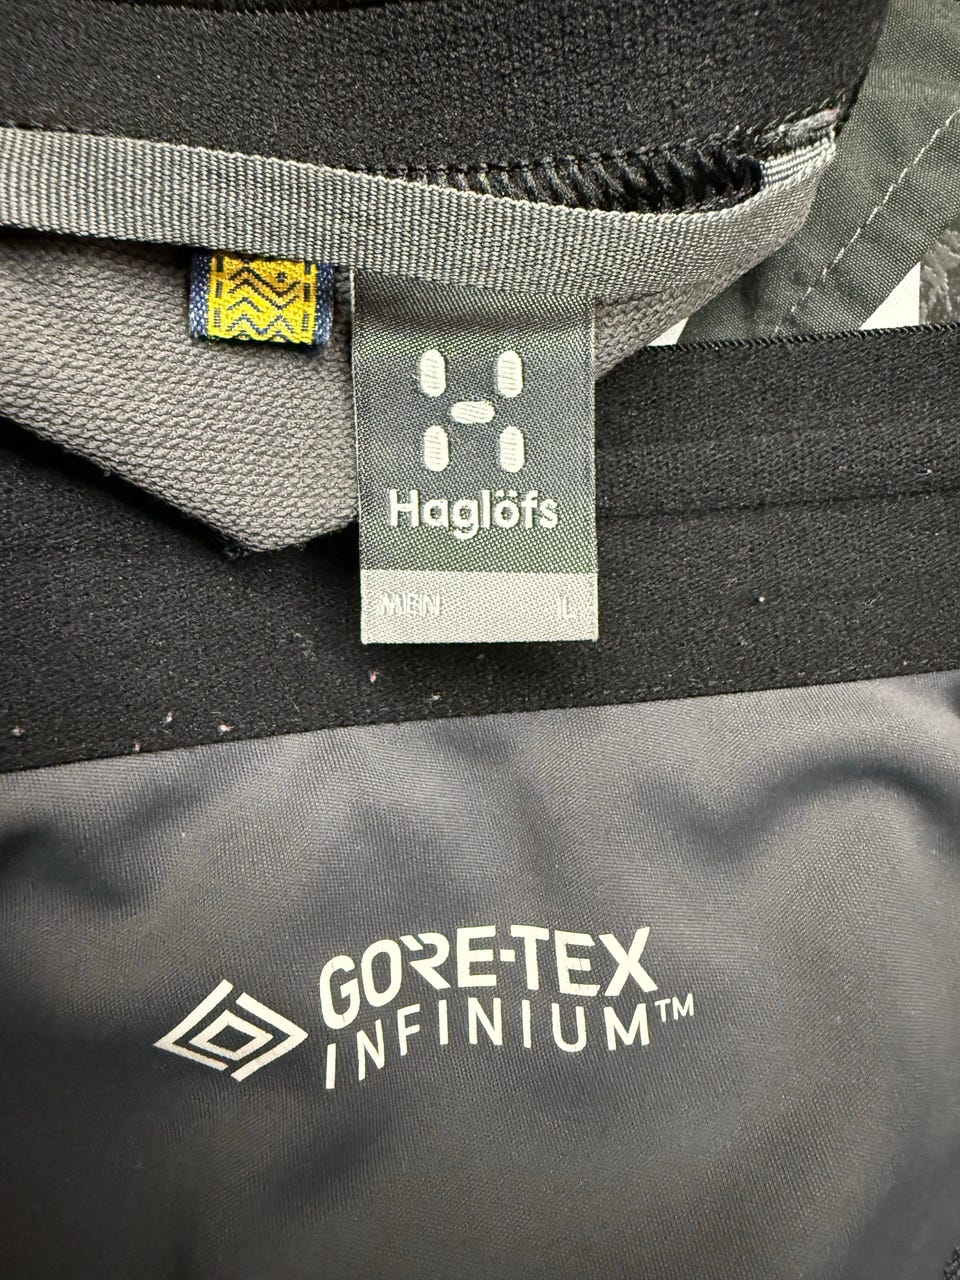 Haglöfs
MEN L
GORE-TEX
INFINIUM™